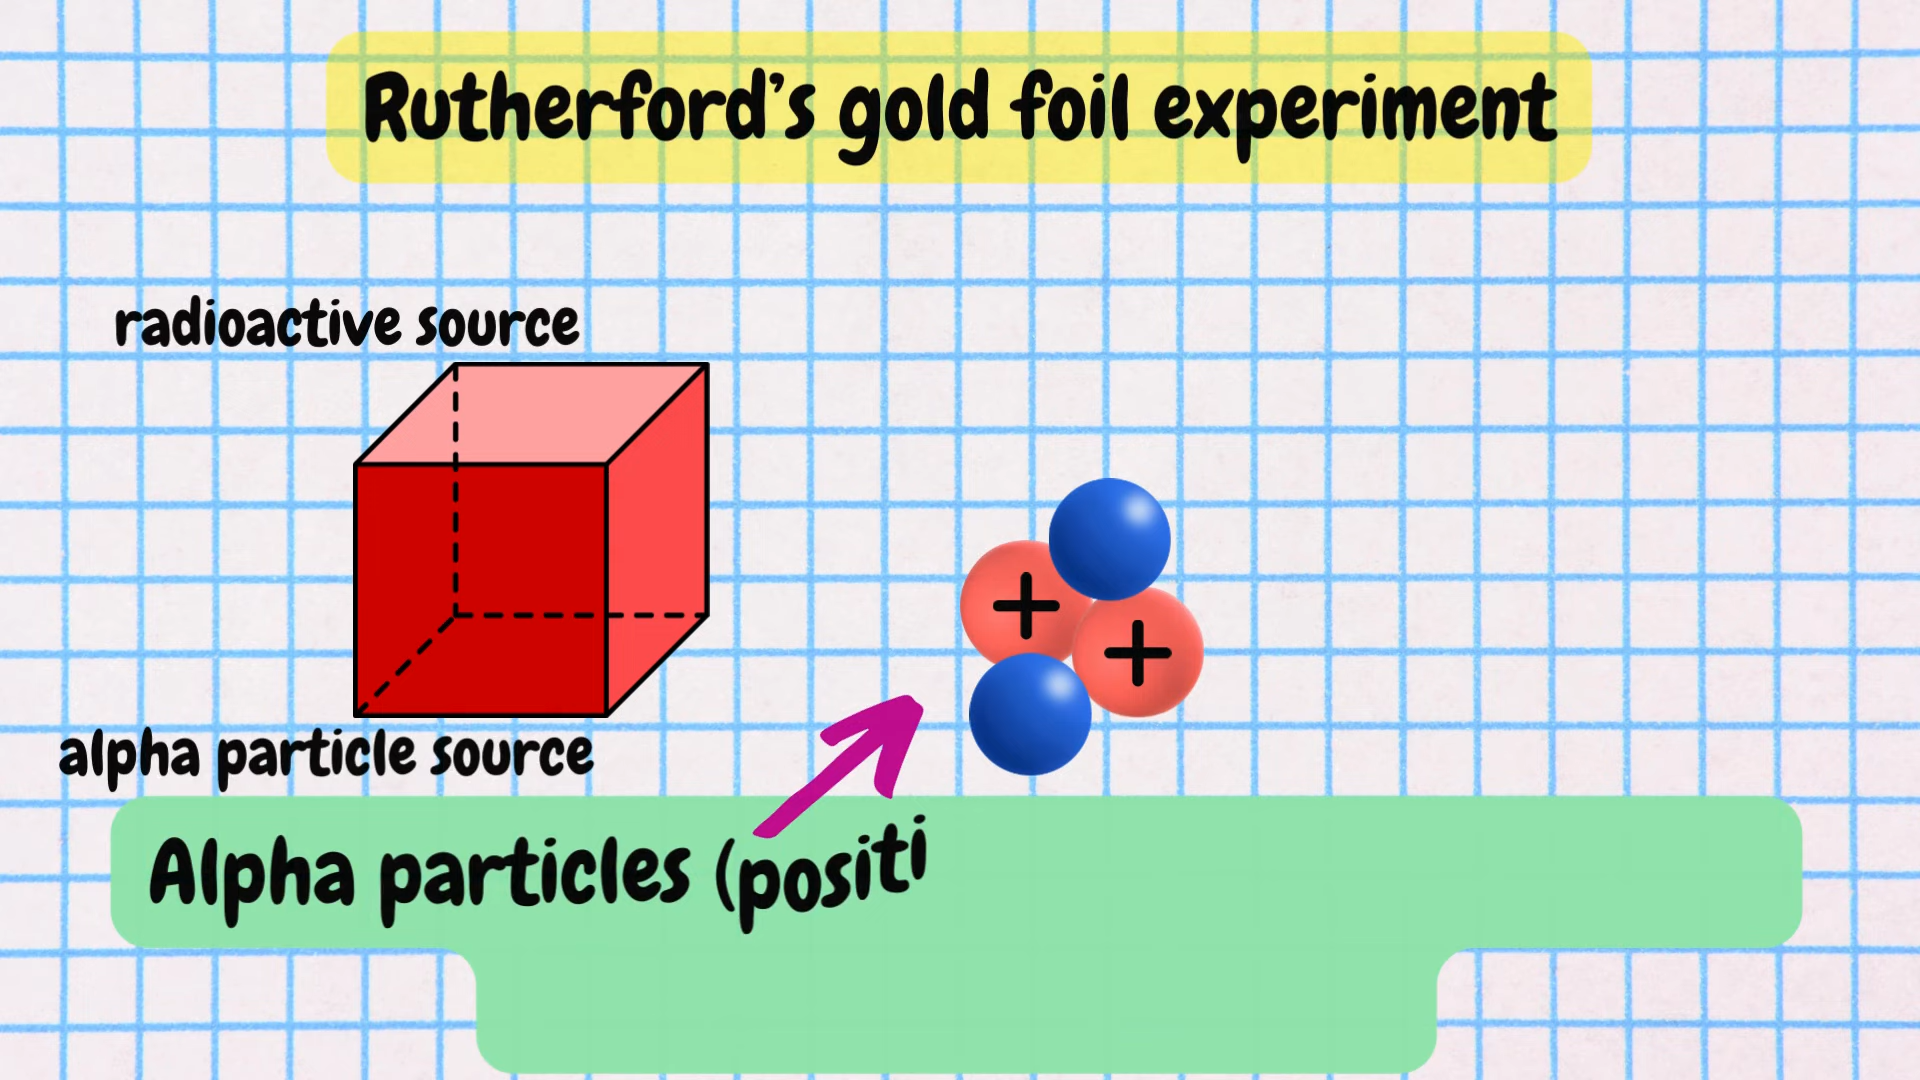 Rutherford’s gold foil experiment
radioactive source
+
+
alpha particle source
Alpha particles (positi